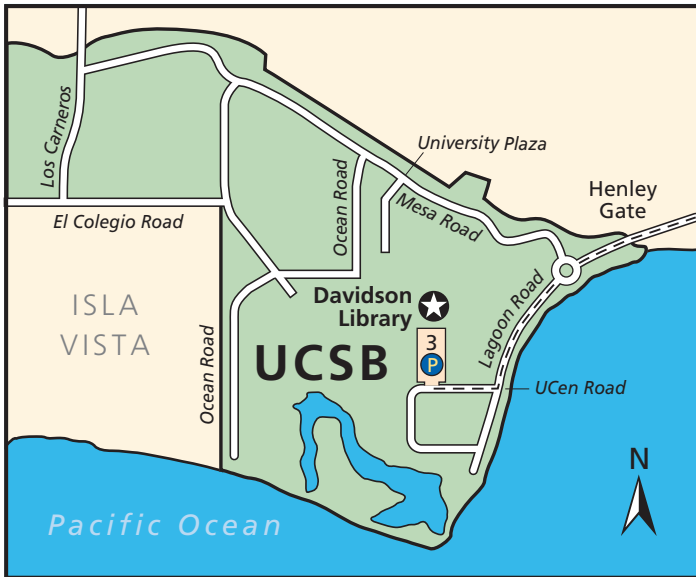 Los Carneros
University Plaza
Henley
Gate
Ocean Road
Mesa Road
El Colegio Road
ISLA
VISTA
Davidson
Library
Lagoon Road
3
P
UCSB
Ocean Road
UCen Road
N
Pacific Ocean